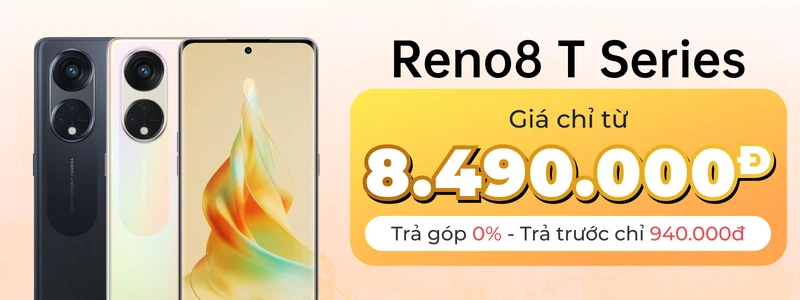 Reno8 T Series
Giá chỉ từ
8.490.000Đ
Trả góp 0% - Trả trước chỉ 940.000đ